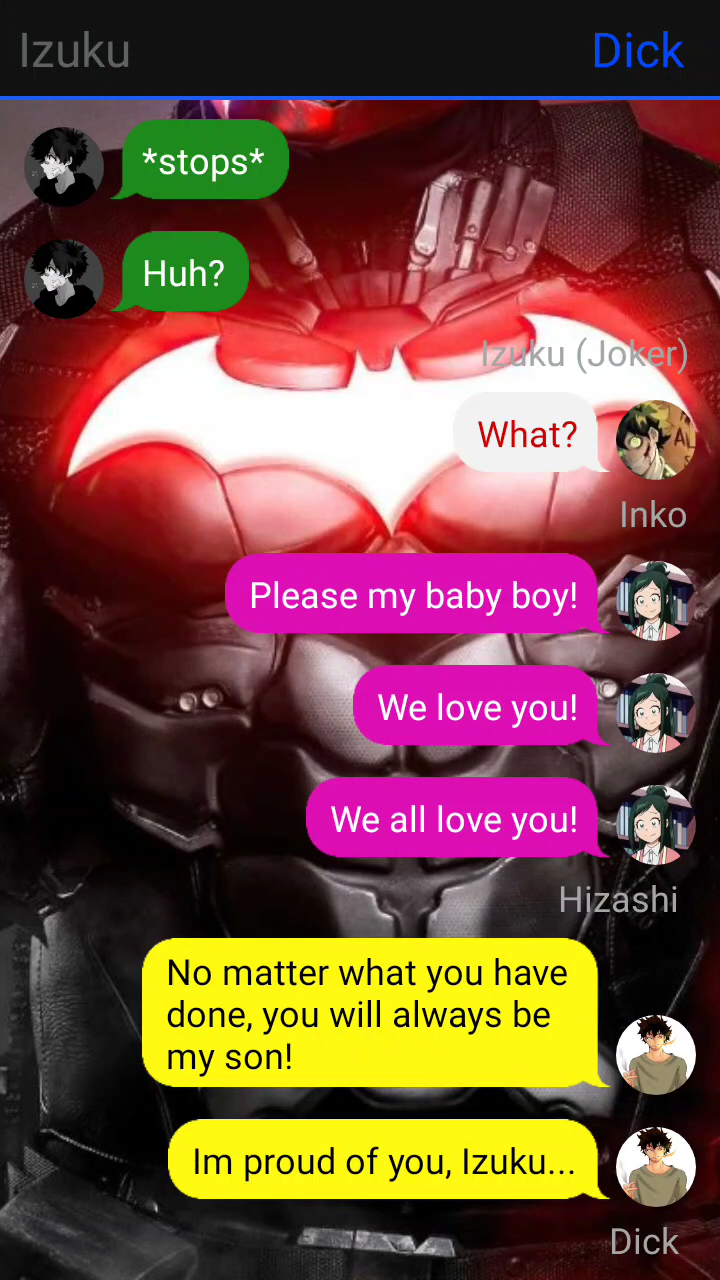 Izuku
Dick
*stops*
Huh?
Izuku (Joker)
What?
Inko
Please my baby boy!
We love you!
We all love you!
Hizashi
No matter what you have
done, you will always be
my son!
Im proud of you, Izuku...
Dick